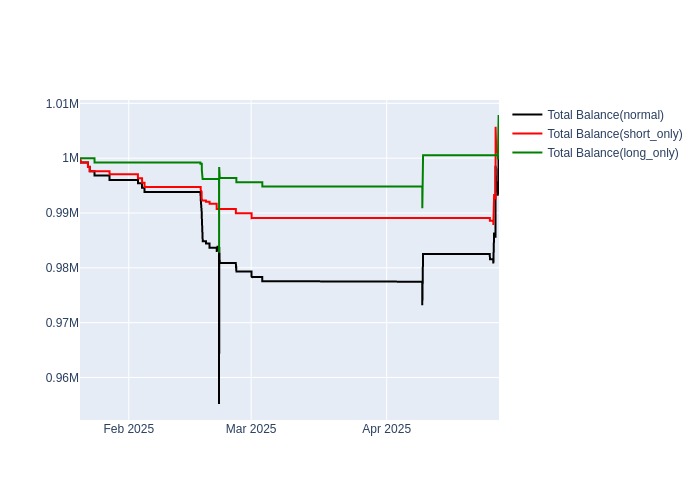 1.01M
1M
0.99M
0.98M
0.97M
0.96M
Feb 2025
Mar 2025
Apr 2025
Total Balance(normal)
Total Balance(short_only)
Total Balance(long_only)